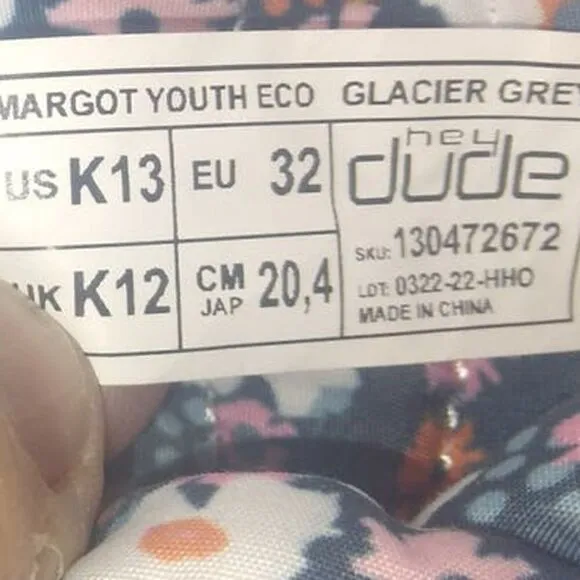 MARGOT YOUTH ECO GLACIER GREY
US K13 EU 32
hey
dude
UK K12 CM
JAP 20,4
SKU: 130472672
LOT: 0322-22-HHO
MADE IN CHINA